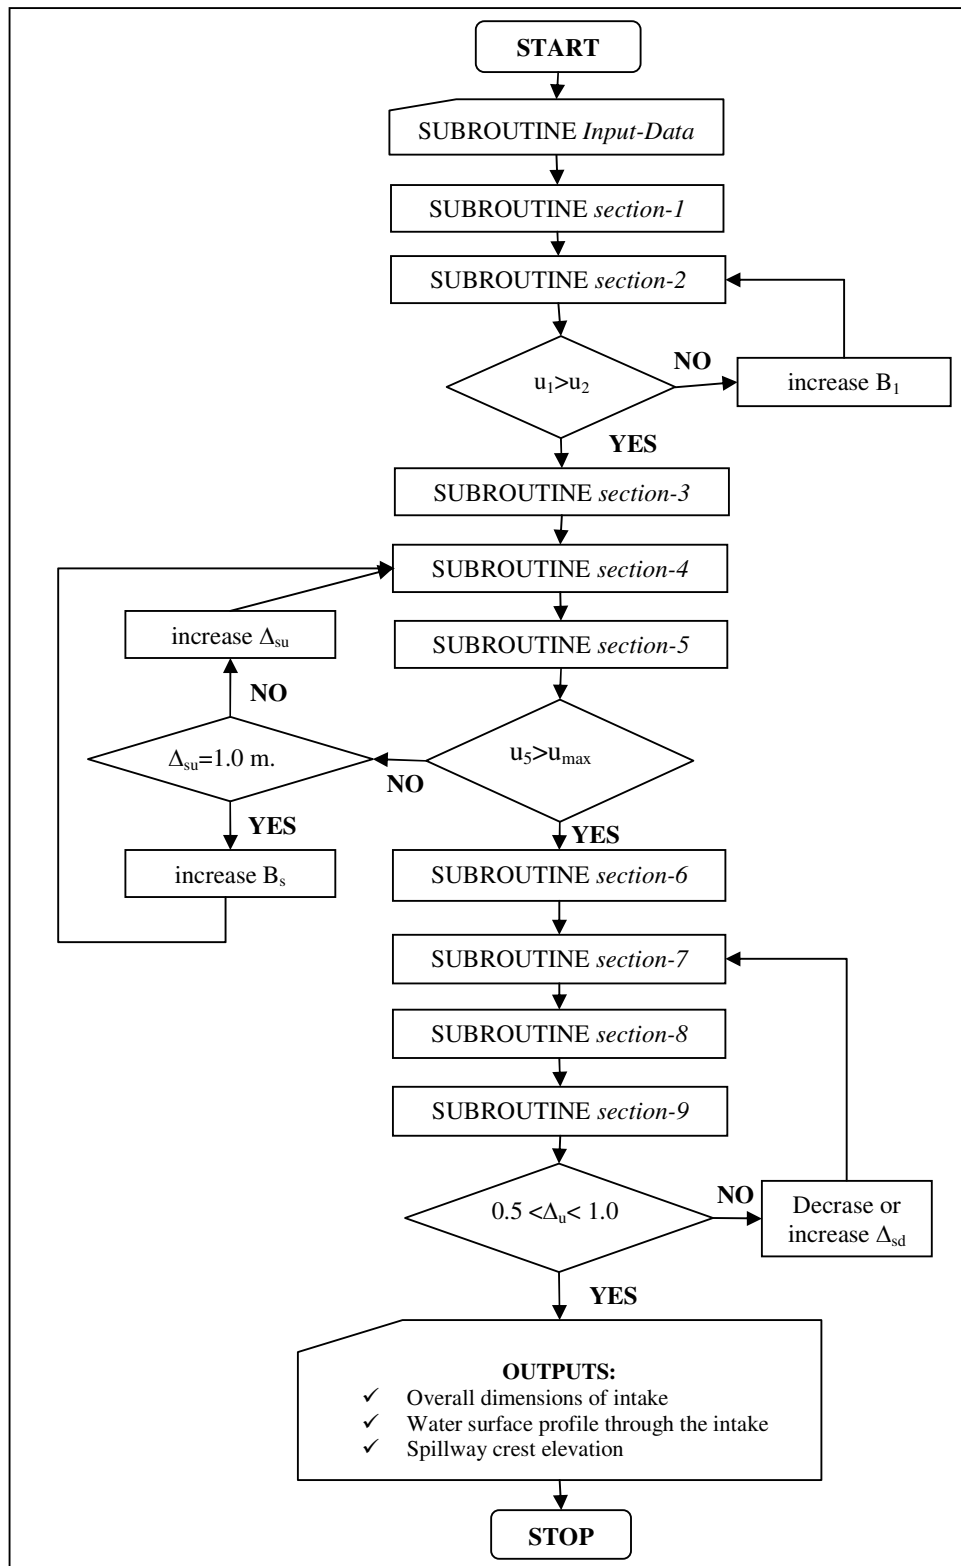 START
SUBROUTINE Input-Data
SUBROUTINE section-1
SUBROUTINE section-2
u₁>u₂
NO
increase B₁
YES
SUBROUTINE section-3
SUBROUTINE section-4
increase Δsu
SUBROUTINE section-5
NO
Δsu=1.0 m.
u₅>umax
NO
YES
YES
increase Bs
SUBROUTINE section-6
SUBROUTINE section-7
SUBROUTINE section-8
SUBROUTINE section-9
0.5 <Δu< 1.0
NO
Decrase or
increase Δsd
YES
OUTPUTS:
✓ Overall dimensions of intake
✓ Water surface profile through the intake
✓ Spillway crest elevation
STOP